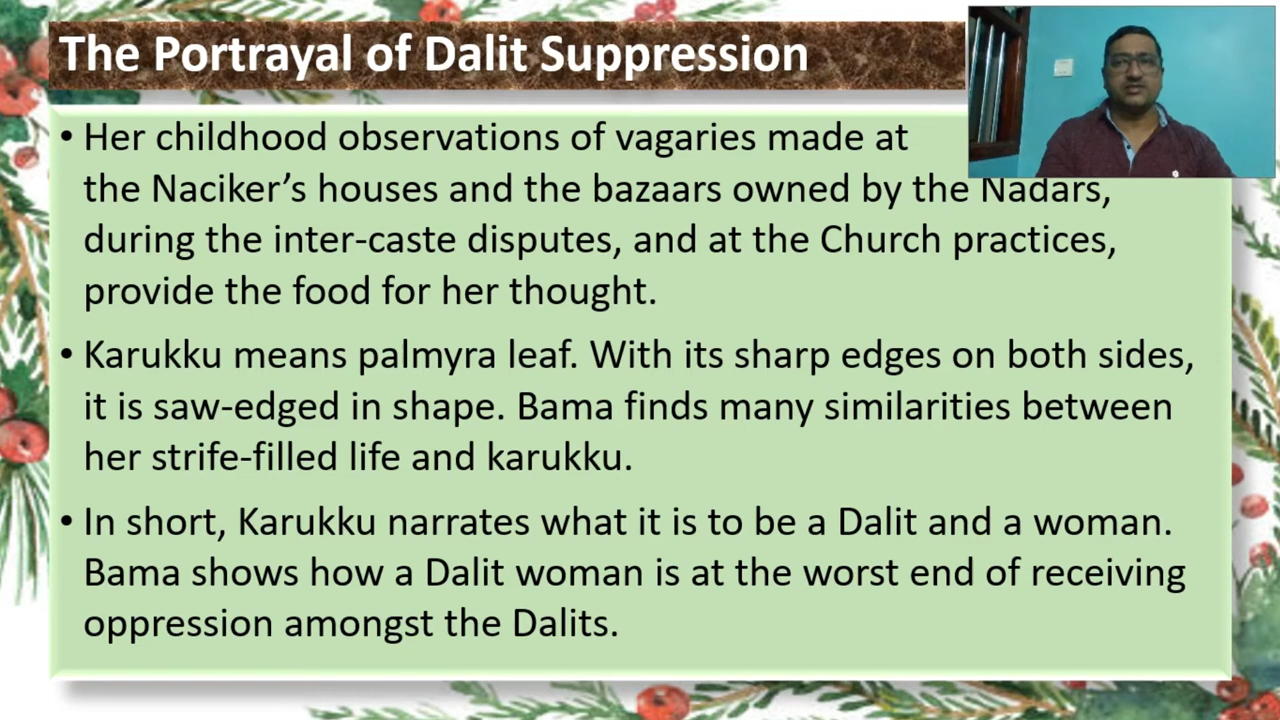 The Portrayal of Dalit Suppression
• Her childhood observations of vagaries made at
the Naciker’s houses and the bazaars owned by the Nadars,
during the inter-caste disputes, and at the Church practices,
provide the food for her thought.
• Karukku means palmyra leaf. With its sharp edges on both sides,
it is saw-edged in shape. Bama finds many similarities between
her strife-filled life and karukku.
• In short, Karukku narrates what it is to be a Dalit and a woman.
Bama shows how a Dalit woman is at the worst end of receiving
oppression amongst the Dalits.